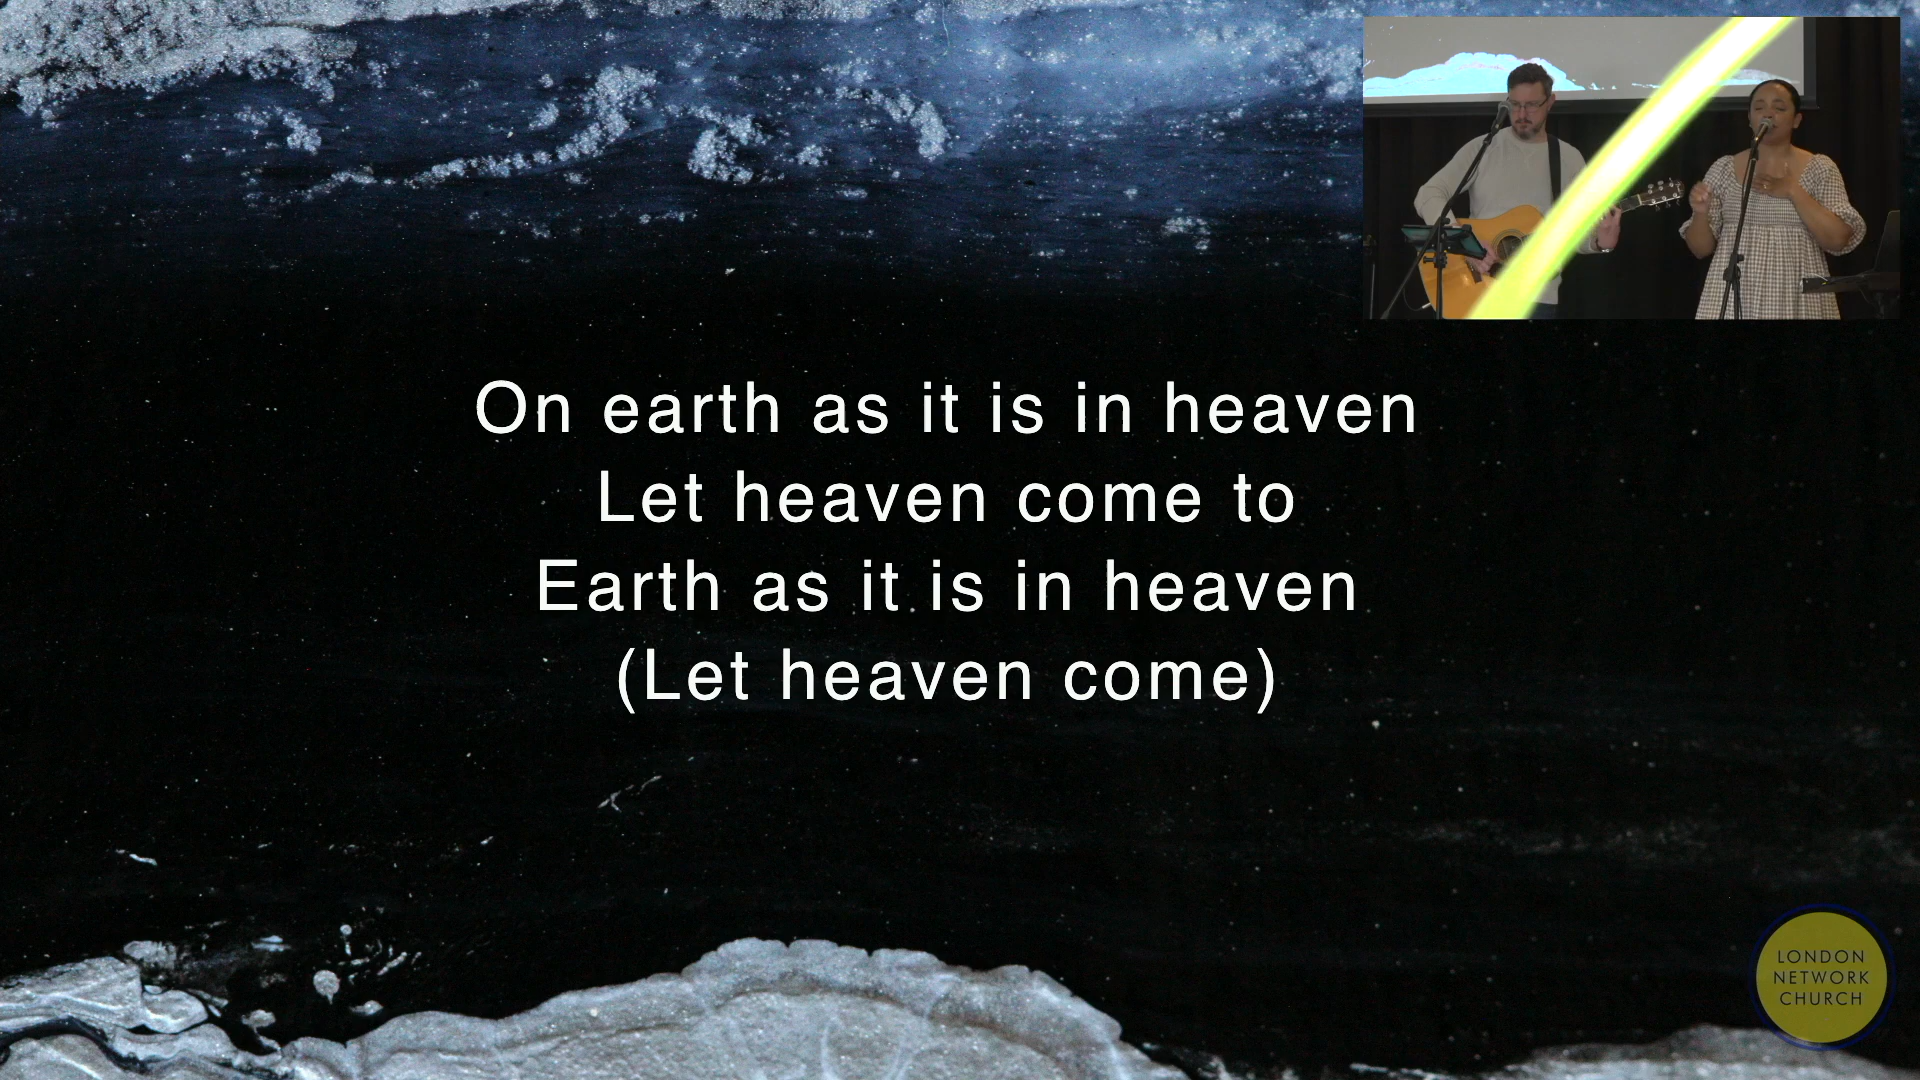 On earth as it is in heaven
Let heaven come to
Earth as it is in heaven
(Let heaven come)
LONDON
NETWORK
CHURCH